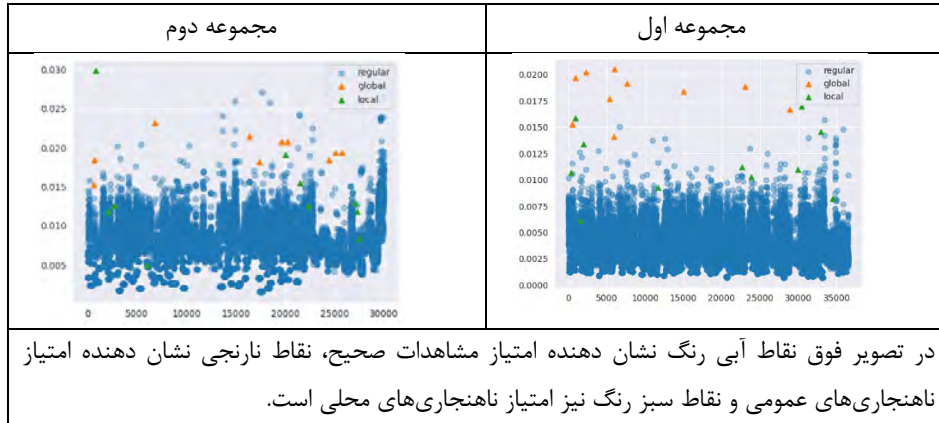 مجموعه اول
مجموعه دوم
0.0200
0.0175
0.0150
0.0125
0.0100
0.0075
0.0050
0.0025
0.0000
0 5000 10000 15000 20000 25000 30000 35000
regular
global
local
0.030
0.025
0.020
0.015
0.010
0.005
0 5000 10000 15000 20000 25000 30000
regular
global
local
در تصویر فوق نقاط آبی رنگ نشان دهنده امتیاز مشاهدات صحیح، نقاط نارنجی نشان دهنده امتیاز
ناهنجاری‌های عمومی و نقاط سبز رنگ نیز امتیاز ناهنجاری‌های محلی است.